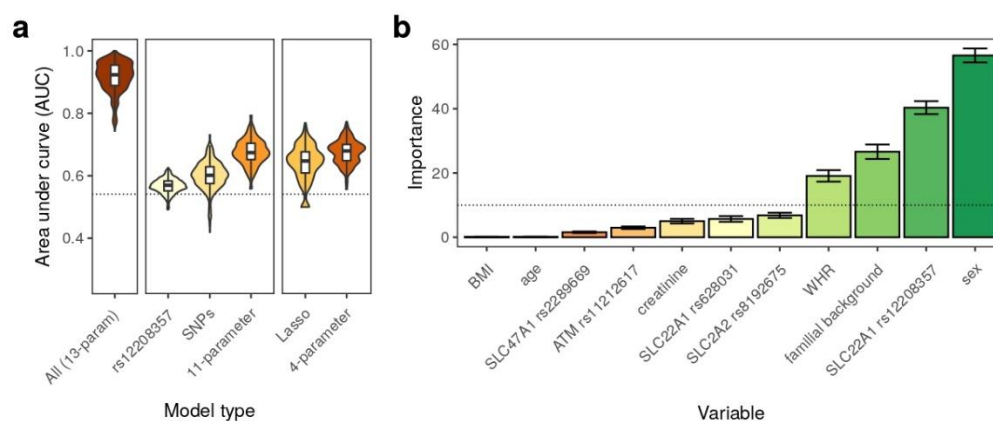 a
Area under curve (AUC)
1.0
0.8
0.6
0.4
All (13-param)
rs12208357
SNPs
11-parameter
Lasso
4-parameter
Model type
b
Importance
60
40
20
0
BMI
age
SLC47A1 rs2289669
ATM rs11212617
creatinine
SLC22A1 rs628031
SLC2A2 rs8192675
WHR
familial background
SLC22A1 rs12208357
sex
Variable